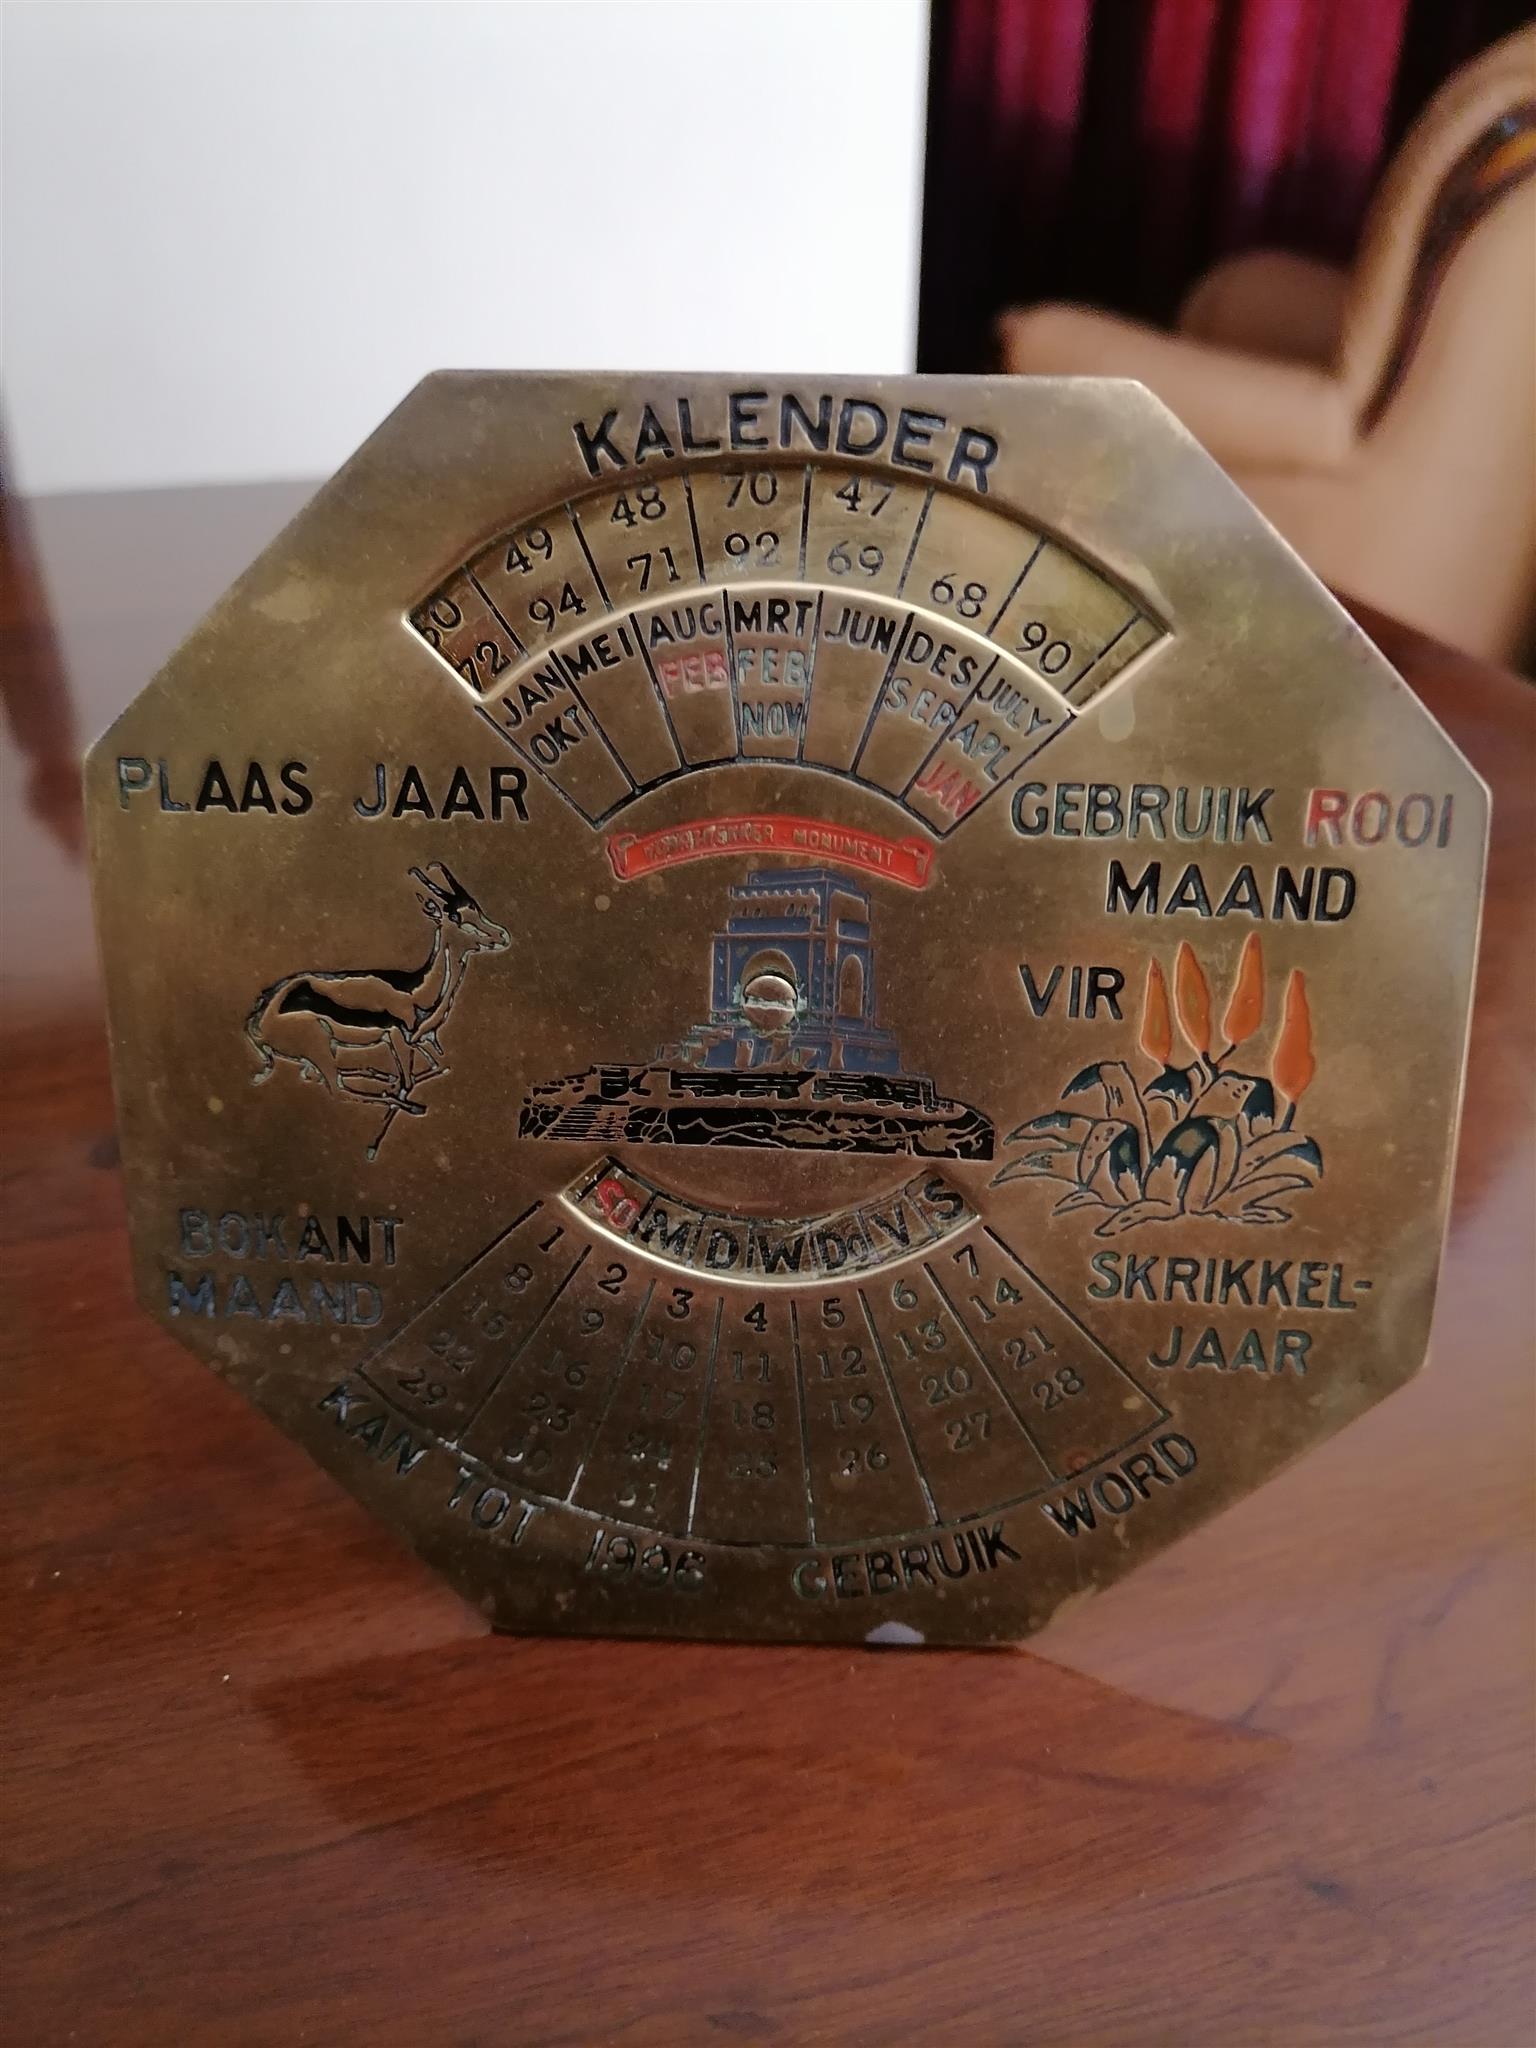 KALENDER
49 48 70 47
72 94 71 92 69 68 90
JAN MEI AUG MRT JUN DES JULY
OKT FEB FEB SEP APL
NOV JAN
PLAAS JAAR
GEBRUIK ROOI
MAAND
VOORTREKKER - MONUMENT
VIR
BOKANT
MAAND
SKRIKKEL-
JAAR
So M D W Do V S
1 2 3 4 5 6 7
8 9 10 11 12 13 14
15 16 17 18 19 20 21
22 23 24 25 26 27 28
29 30 31
KAN TOT 1996 GEBRUIK WORD